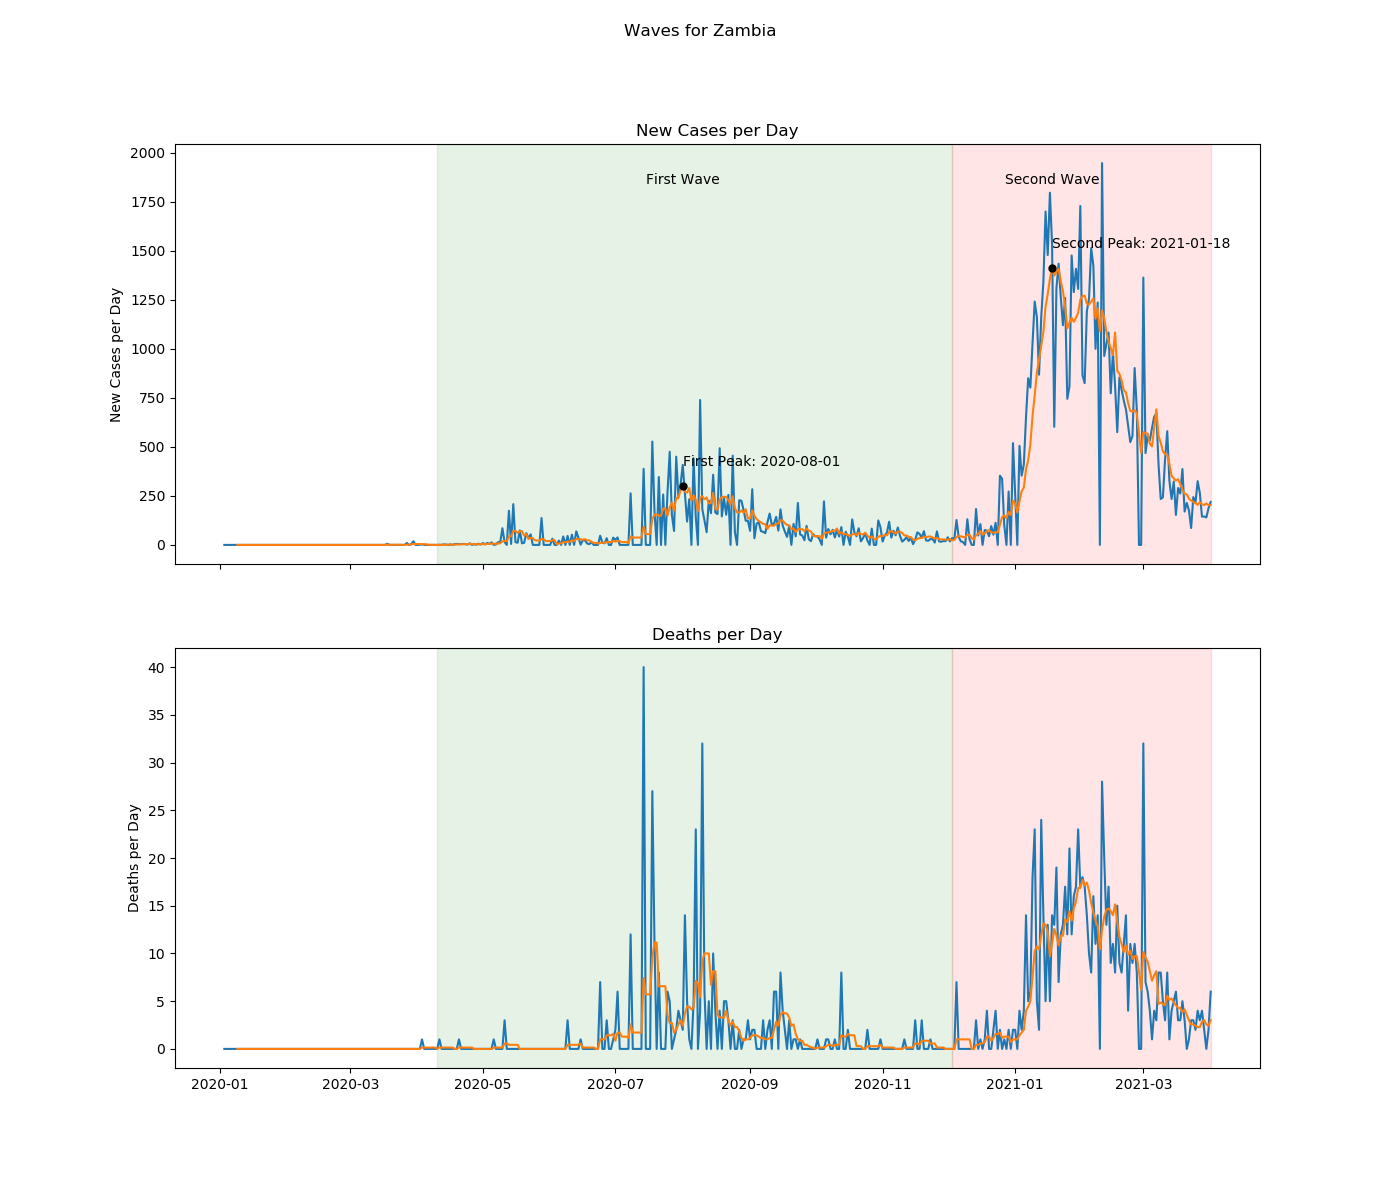 Waves for Zambia
New Cases per Day
2000
1750
1500
1250
1000
750
500
250
0
New Cases per Day
First Wave
Second Wave
Second Peak: 2021-01-18
First Peak: 2020-08-01
Deaths per Day
40
35
30
25
20
15
10
5
0
Deaths per Day
2020-01
2020-03
2020-05
2020-07
2020-09
2020-11
2021-01
2021-03